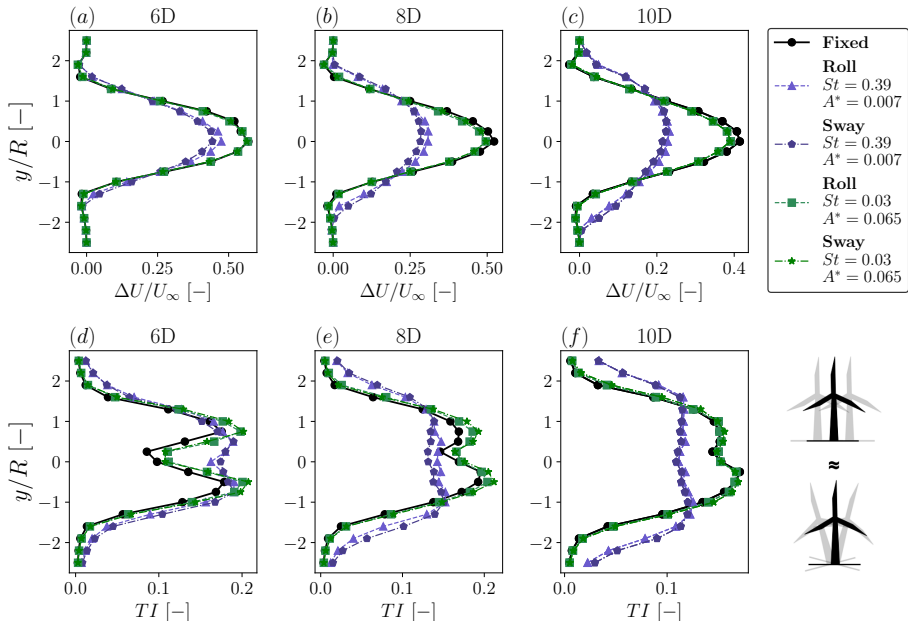 (a) 6D
(b) 8D
(c) 10D
y/R [−]
2
1
0
−1
−2
0.00 0.25 0.50
ΔU/U∞ [−]
0.00 0.25 0.50
ΔU/U∞ [−]
0.0 0.2 0.4
ΔU/U∞ [−]
Fixed
Roll
St = 0.39
A* = 0.007
Sway
St = 0.39
A* = 0.007
Roll
St = 0.03
A* = 0.065
Sway
St = 0.03
A* = 0.065
(d) 6D
(e) 8D
(f) 10D
y/R [−]
2
1
0
−1
−2
0.0 0.1 0.2
TI [−]
0.0 0.1 0.2
TI [−]
0.1
TI [−]
≈